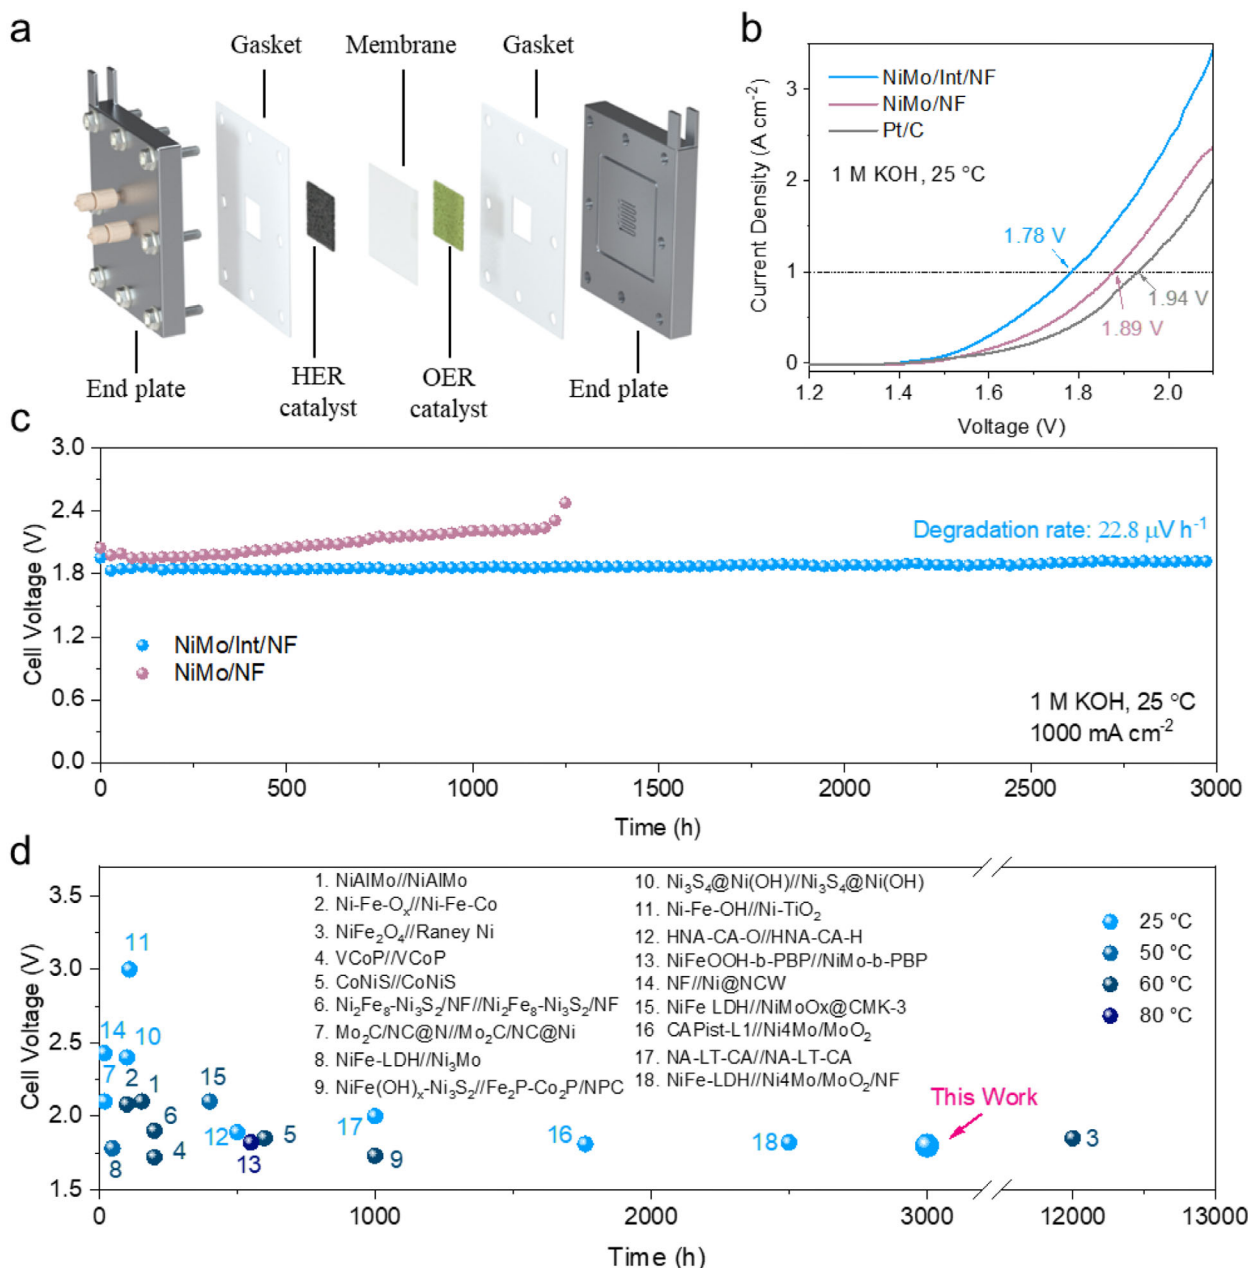 a
Gasket
Membrane
Gasket
End plate
HER
catalyst
OER
catalyst
End plate
b
Current Density (A cm⁻²)
3
2
1
0
NiMo/Int/NF
NiMo/NF
Pt/C
1 M KOH, 25 °C
1.78 V
1.94 V
1.89 V
1.2
1.4
1.6
1.8
2.0
Voltage (V)
c
Cell Voltage (V)
3.0
2.4
1.8
1.2
0.6
0.0
Degradation rate: 22.8 μV h⁻¹
NiMo/Int/NF
NiMo/NF
1 M KOH, 25 °C
1000 mA cm⁻²
0
500
1000
1500
2000
2500
3000
Time (h)
d
Cell Voltage (V)
3.5
3.0
2.5
2.0
1.5
1. NiAlMo//NiAlMo
2. Ni-Fe-Oₓ//Ni-Fe-Co
3. NiFe₂O₄//Raney Ni
4. VCoP//VCoP
5. CoNiS//CoNiS
6. Ni₂Fe₈-Ni₃S₂/NF//Ni₂Fe₈-Ni₃S₂/NF
7. Mo₂C/NC@N//Mo₂C/NC@Ni
8. NiFe-LDH//Ni₃Mo
9. NiFe(OH)ₓ-Ni₃S₂//Fe₂P-Co₂P/NPC
10. Ni₃S₄@Ni(OH)//Ni₃S₄@Ni(OH)
11. Ni-Fe-OH//Ni-TiO₂
12. HNA-CA-O//HNA-CA-H
13. NiFeOOH-b-PBP//NiMo-b-PBP
14. NF//Ni@NCW
15. NiFe LDH//NiMoOx@CMK-3
16. CAPist-L1//Ni4Mo/MoO₂
17. NA-LT-CA//NA-LT-CA
18. NiFe-LDH//Ni4Mo/MoO₂/NF
25 °C
50 °C
60 °C
80 °C
11
14
10
7
2
1
15
6
12
8
4
13
5
17
9
16
18
This Work
3
0
1000
2000
3000
12000
13000
Time (h)